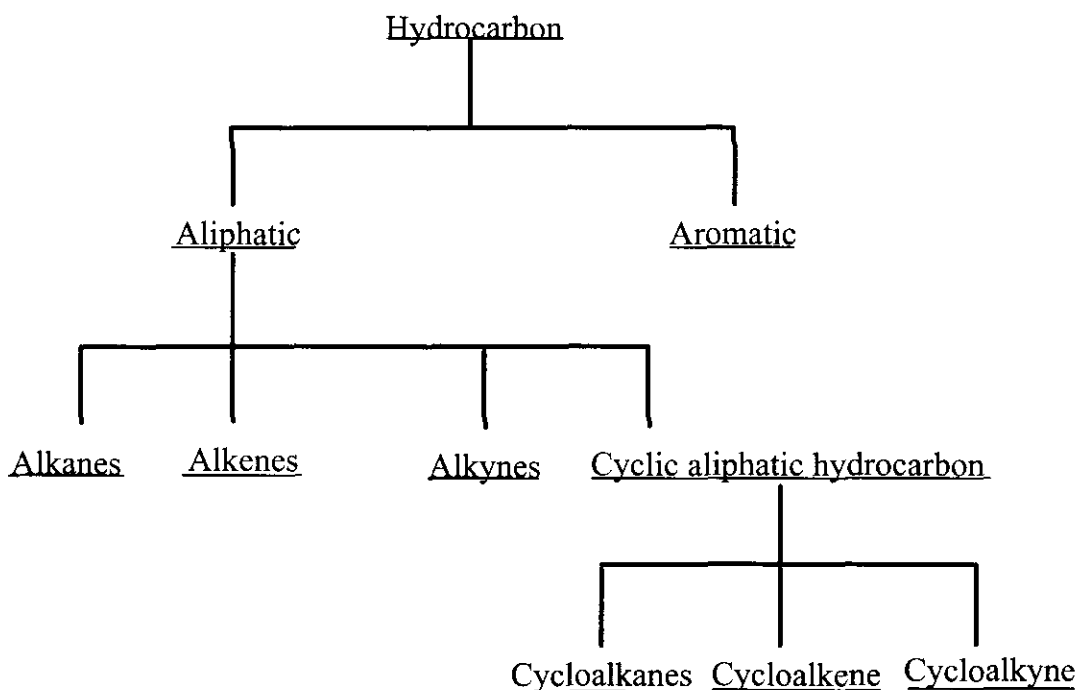 Hydrocarbon
Aliphatic Aromatic
Alkanes Alkenes Alkynes Cyclic aliphatic hydrocarbon
Cycloalkanes Cycloalkene Cycloalkyne